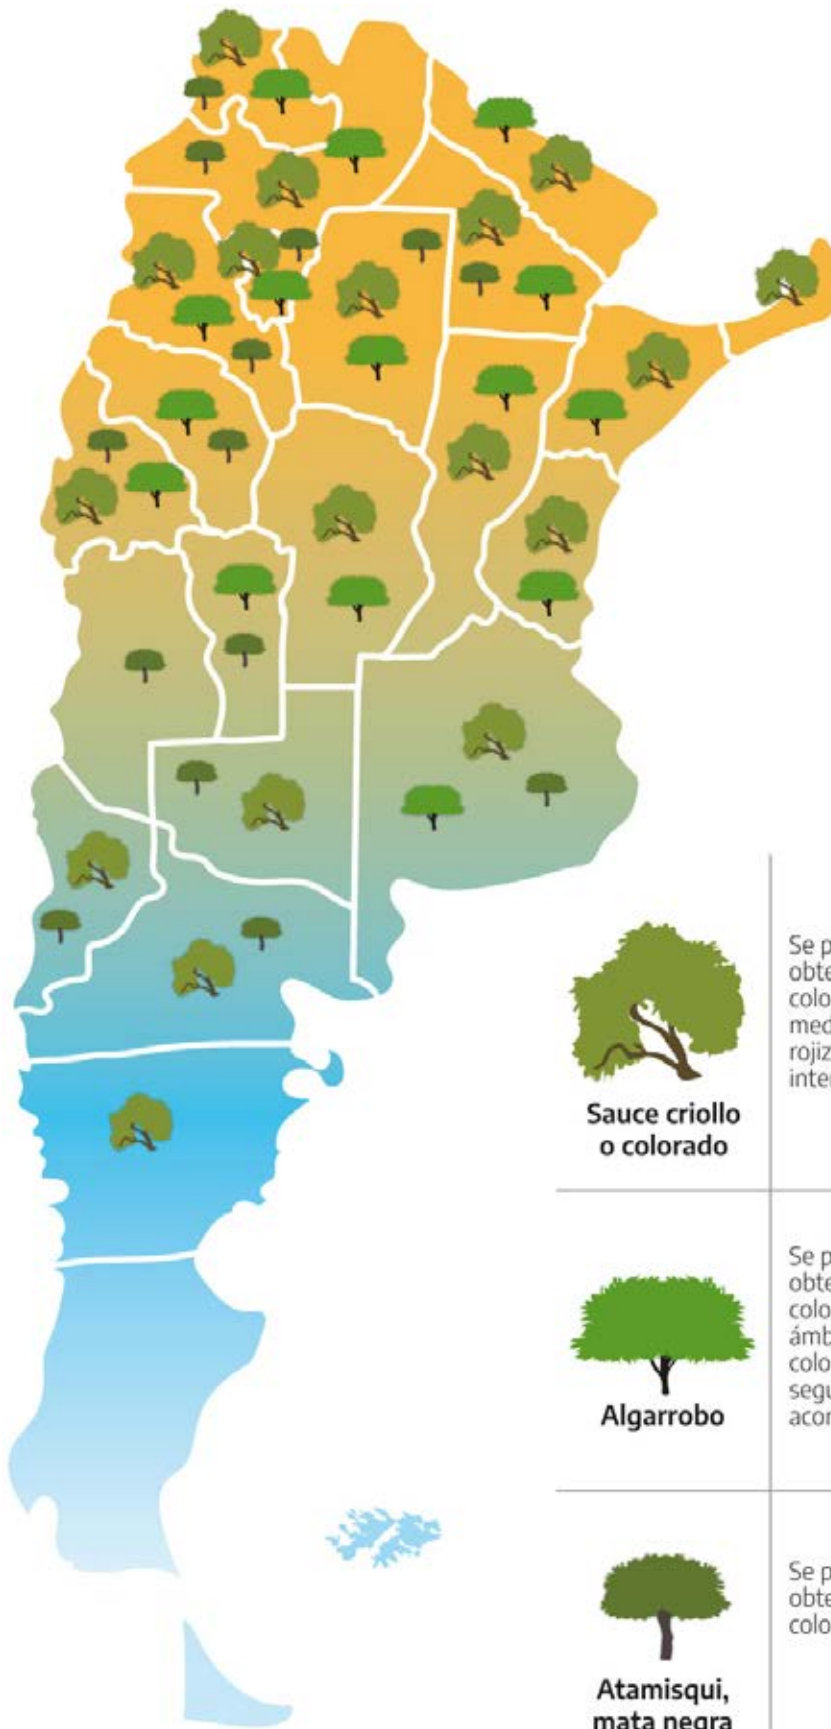 Se p
obte
colo
med
rojiz
inter
Sauce criollo
o colorado
Se p
obte
colo
ámb
colo
segu
acor
Algarrobo
Se p
obte
colo
Atamisqui,
mata negra